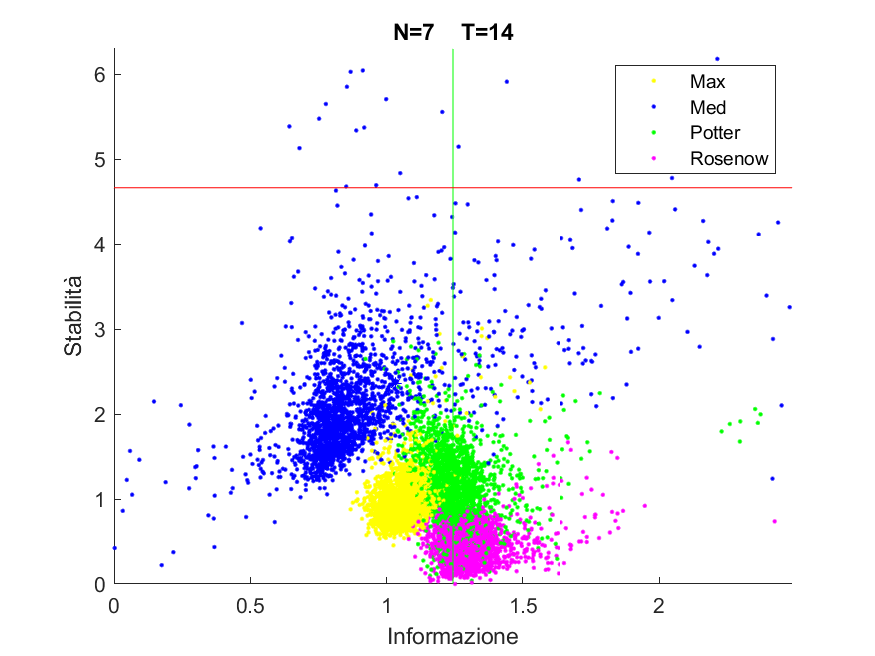 N=7 T=14
Max
Med
Potter
Rosenow
6
5
4
3
2
1
0
Stabilità
0 0.5 1 1.5 2
Informazione